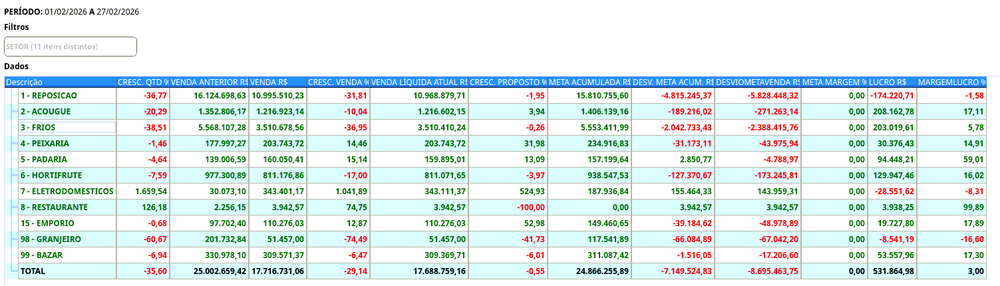 PERÍODO: 01/02/2026 A 27/02/2026
Filtros
SETOR (11 itens distintos)
Dados
Descrição CRESC. QTD % VENDA ANTERIOR R$ VENDA R$ CRESC. VENDA % VENDA LÍQUIDA ATUAL R$ CRESC. PROPOSTO % META ACUMULADA R$ DESV. META ACUM. R$ DESVIOMETAVENDA R$ META MARGEM % LUCRO R$ MARGEMLUCRO %
1 - REPOSICAO -36,77 16.124.698,63 10.995.510,23 -31,81 10.968.879,71 -1,95 15.810.755,60 -4.815.245,37 -5.828.448,32 0,00 -174.220,71 -1,58
2 - ACOUGUE -20,29 1.352.806,17 1.216.923,14 -10,04 1.216.602,15 3,94 1.406.139,16 -189.216,02 -271.263,14 0,00 208.162,78 17,11
3 - FRIOS -38,51 5.568.107,28 3.510.678,56 -36,95 3.510.410,24 -0,26 5.553.411,99 -2.042.733,43 -2.388.415,76 0,00 203.019,61 5,78
4 - PEIXARIA -1,46 177.997,27 203.743,72 14,46 203.743,72 31,98 234.916,83 -31.173,11 -43.975,94 0,00 30.376,43 14,91
5 - PADARIA -4,64 139.006,59 160.050,41 15,14 159.895,01 13,09 157.199,64 2.850,77 -4.788,97 0,00 94.448,21 59,01
6 - HORTIFRUTE -7,59 977.300,89 811.176,86 -17,00 811.071,65 -3,97 938.547,53 -127.370,67 -173.245,81 0,00 129.947,46 16,02
7 - ELETRODOMESTICOS 1.659,54 30.073,10 343.401,17 1.041,89 343.111,37 524,93 187.936,84 155.464,33 143.959,31 0,00 -28.551,62 -8,31
8 - RESTAURANTE 126,18 2.256,15 3.942,57 74,75 3.942,57 -100,00 0,00 3.942,57 3.942,57 0,00 3.938,25 99,89
15 - EMPORIO -0,68 97.702,40 110.276,03 12,87 110.276,03 52,98 149.460,65 -39.184,62 -48.978,89 0,00 19.727,80 17,89
98 - GRANJEIRO -60,67 201.732,84 51.457,00 -74,49 51.457,00 -41,73 117.541,89 -66.084,89 -67.042,20 0,00 -8.541,19 -16,60
99 - BAZAR -6,94 330.978,10 309.571,37 -6,47 309.369,71 -6,01 311.087,42 -1.516,05 -17.206,60 0,00 53.557,96 17,30
TOTAL -35,60 25.002.659,42 17.716.731,06 -29,14 17.688.759,16 -0,55 24.866.255,89 -7.149.524,83 -8.695.463,75 0,00 531.864,98 3,00